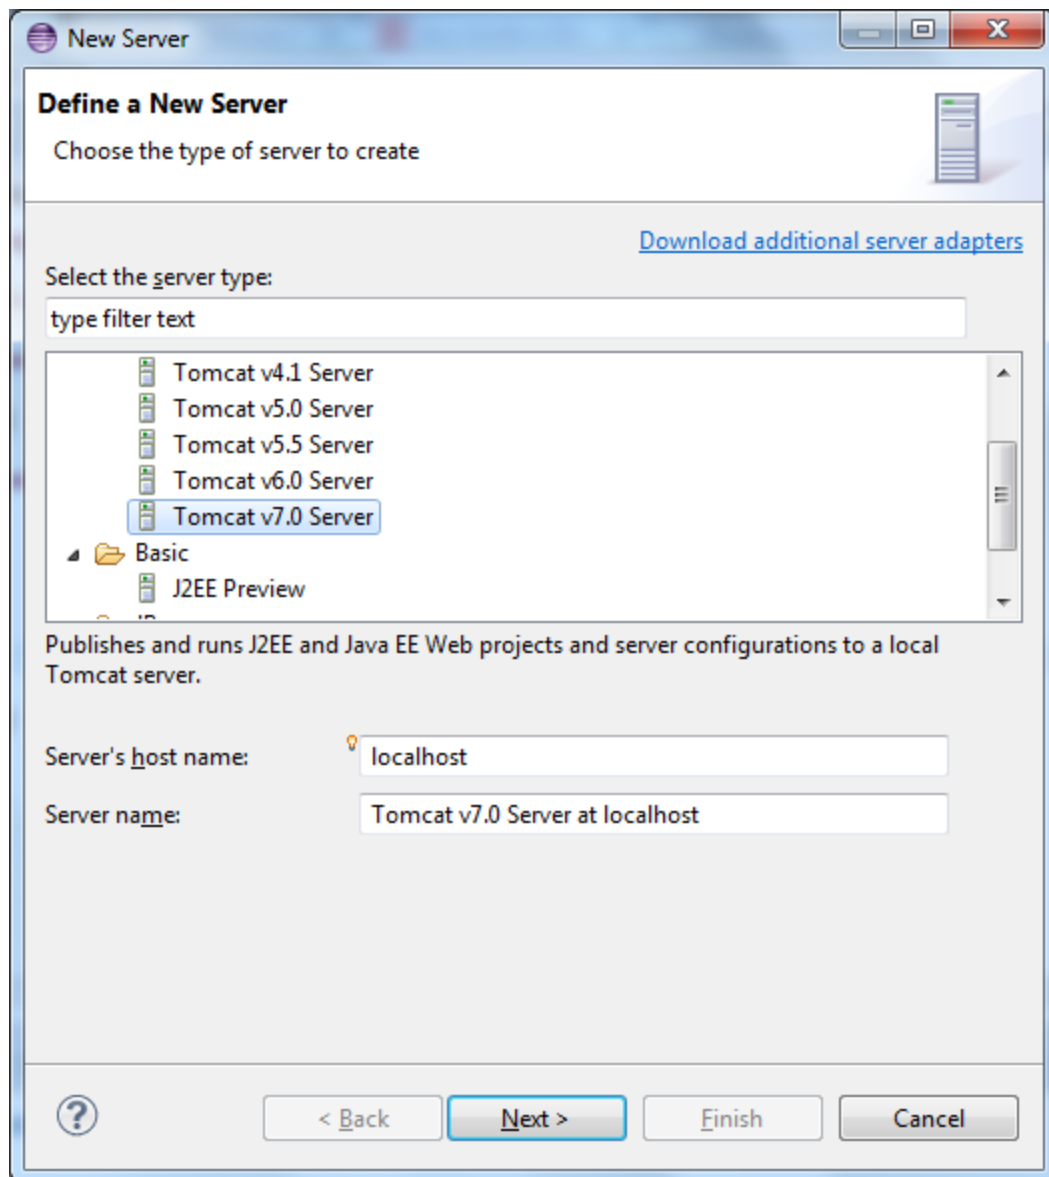 New Server
Define a New Server
Choose the type of server to create
Download additional server adapters
Select the server type:
type filter text
Tomcat v4.1 Server
Tomcat v5.0 Server
Tomcat v5.5 Server
Tomcat v6.0 Server
Tomcat v7.0 Server
Basic
J2EE Preview
Publishes and runs J2EE and Java EE Web projects and server configurations to a local
Tomcat server.
Server's host name: localhost
Server name: Tomcat v7.0 Server at localhost
< Back Next > Finish Cancel